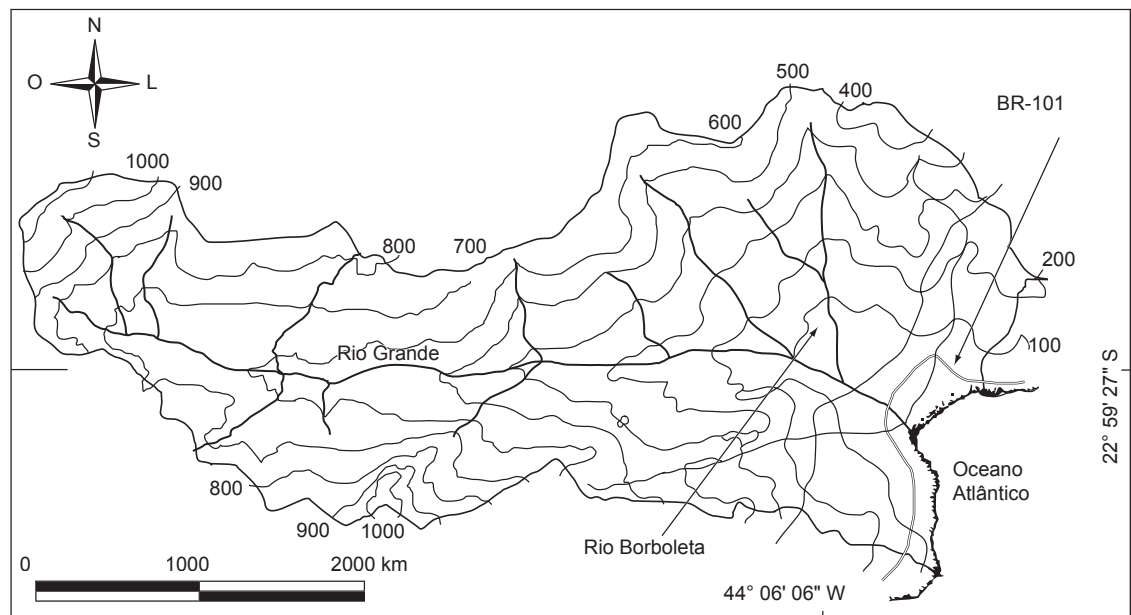 N
O L
S
500
400
BR-101
600
1000
900
800
700
200
100
Rio Grande
22° 59' 27" S
Oceano
Atlântico
800
900
1000
Rio Borboleta
0 1000 2000 km
44° 06' 06" W